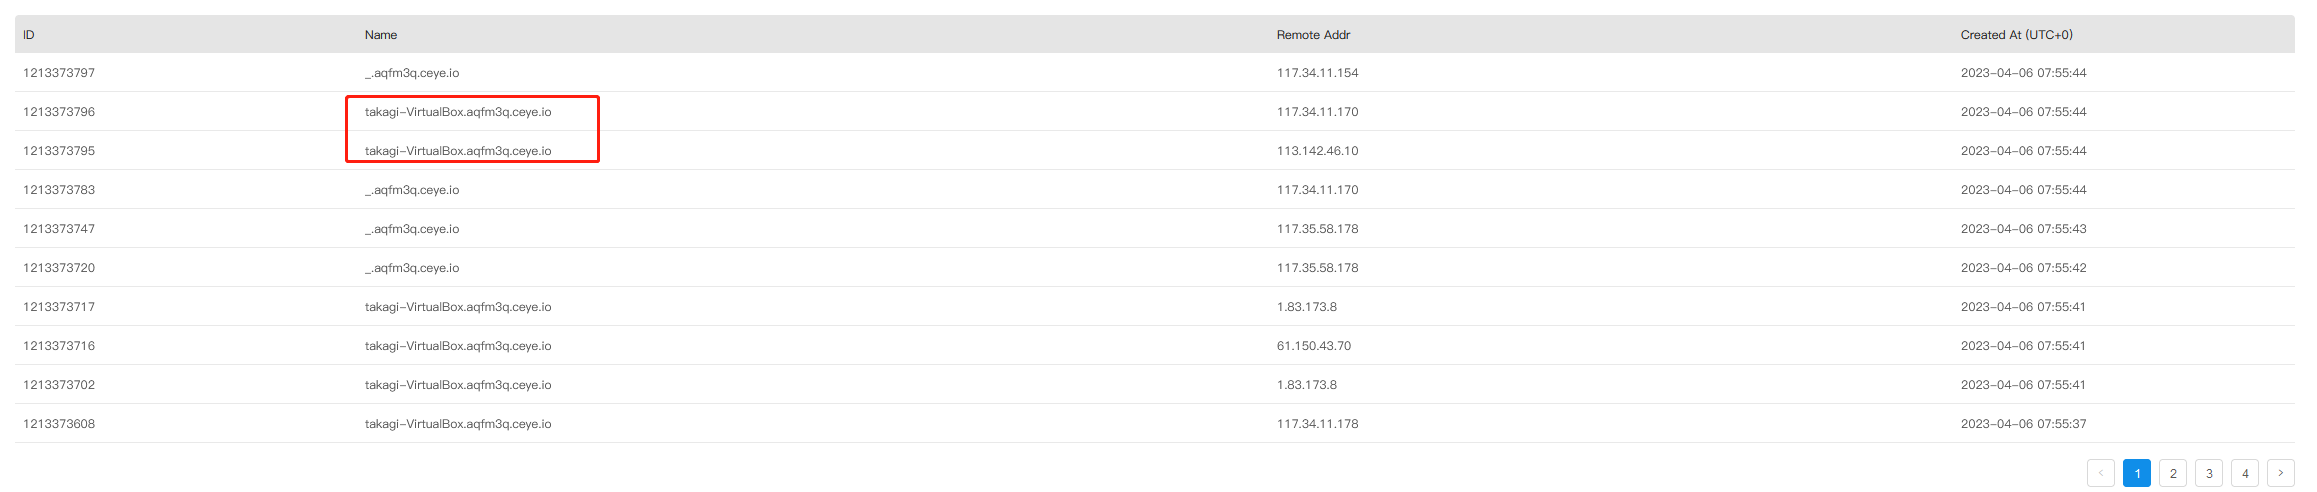 ID Name Remote Addr Created At (UTC+0)
1213373797 _.aqfm3q.ceye.io 117.34.11.154 2023-04-06 07:55:44
1213373796 takagi-VirtualBox.aqfm3q.ceye.io 117.34.11.170 2023-04-06 07:55:44
1213373795 takagi-VirtualBox.aqfm3q.ceye.io 113.142.46.10 2023-04-06 07:55:44
1213373783 _.aqfm3q.ceye.io 117.34.11.170 2023-04-06 07:55:44
1213373747 _.aqfm3q.ceye.io 117.35.58.178 2023-04-06 07:55:43
1213373720 _.aqfm3q.ceye.io 117.35.58.178 2023-04-06 07:55:42
1213373717 takagi-VirtualBox.aqfm3q.ceye.io 1.83.173.8 2023-04-06 07:55:41
1213373716 takagi-VirtualBox.aqfm3q.ceye.io 61.150.43.70 2023-04-06 07:55:41
1213373702 takagi-VirtualBox.aqfm3q.ceye.io 1.83.173.8 2023-04-06 07:55:41
1213373608 takagi-VirtualBox.aqfm3q.ceye.io 117.34.11.178 2023-04-06 07:55:37
< 1 2 3 4 >